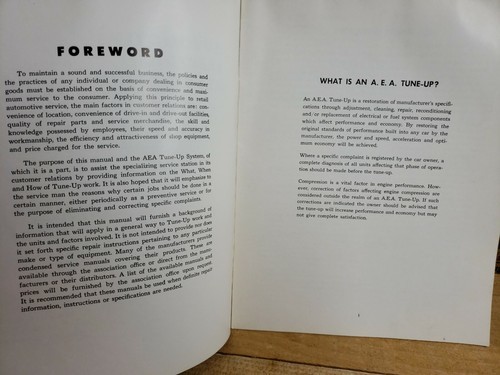 FOREWORD
To maintain a sound and successful business, the policies and
the practices of any individual or company dealing in consumer
goods must be established on the basis of convenience and maxi-
mum service to the consumer. Applying this principle to retail
automotive service, the main factors in customer relations are: con-
venience of location, convenience of drive-in and drive-out facilities,
quality of repair parts and service merchandise, the skill and
knowledge possessed by employees, their speed and accuracy in
workmanship, the efficiency and attractiveness of shop equipment,
and price charged for the service.
The purpose of this manual and the AEA Tune-Up System, of
which it is a part, is to assist the specializing service station in its
customer relations by providing information on the What, When
and How of Tune-Up work. It is also hoped that it will emphasize to
the service man the reasons why certain jobs should be done in a
certain manner, either periodically as a preventive service or for
the purpose of eliminating and correcting specific complaints.
It is intended that this manual will furnish a background of
information that will apply in a general way to Tune-Up work and
the units and factors involved. It is not intended to provide nor does
it set forth specific repair instructions pertaining to any particular
make or type of equipment. Many of the manufacturers provide
condensed service manuals covering their products. These are
available through the association office or direct from the manu-
facturers or their distributors. A list of the available manuals and
prices will be furnished by the association office upon request.
It is recommended that these manuals be used when definite repair
information, instructions or specifications are needed.
WHAT IS AN A.E.A. TUNE-UP?
An A.E.A. Tune-Up is a restoration of manufacturer's specifi-
cations through adjustment, cleaning, repair, reconditioning
and/or replacement of electrical or fuel system components
which affect performance and economy. By restoring the
original standards of performance built into any car by the
manufacturer, the power and speed, acceleration and opti-
mum economy will be achieved.
Where a specific complaint is registered by the car owner, a
complete diagnosis of all units affecting that phase of opera-
tion should be made before the tune-up.
Compression is a vital factor in engine performance. How-
ever, correction of factors affecting engine compression are
considered outside the realm of an A.E.A. Tune-Up. If such
corrections are indicated the owner should be advised that
the tune-up will increase performance and economy but may
not give complete satisfaction.
1